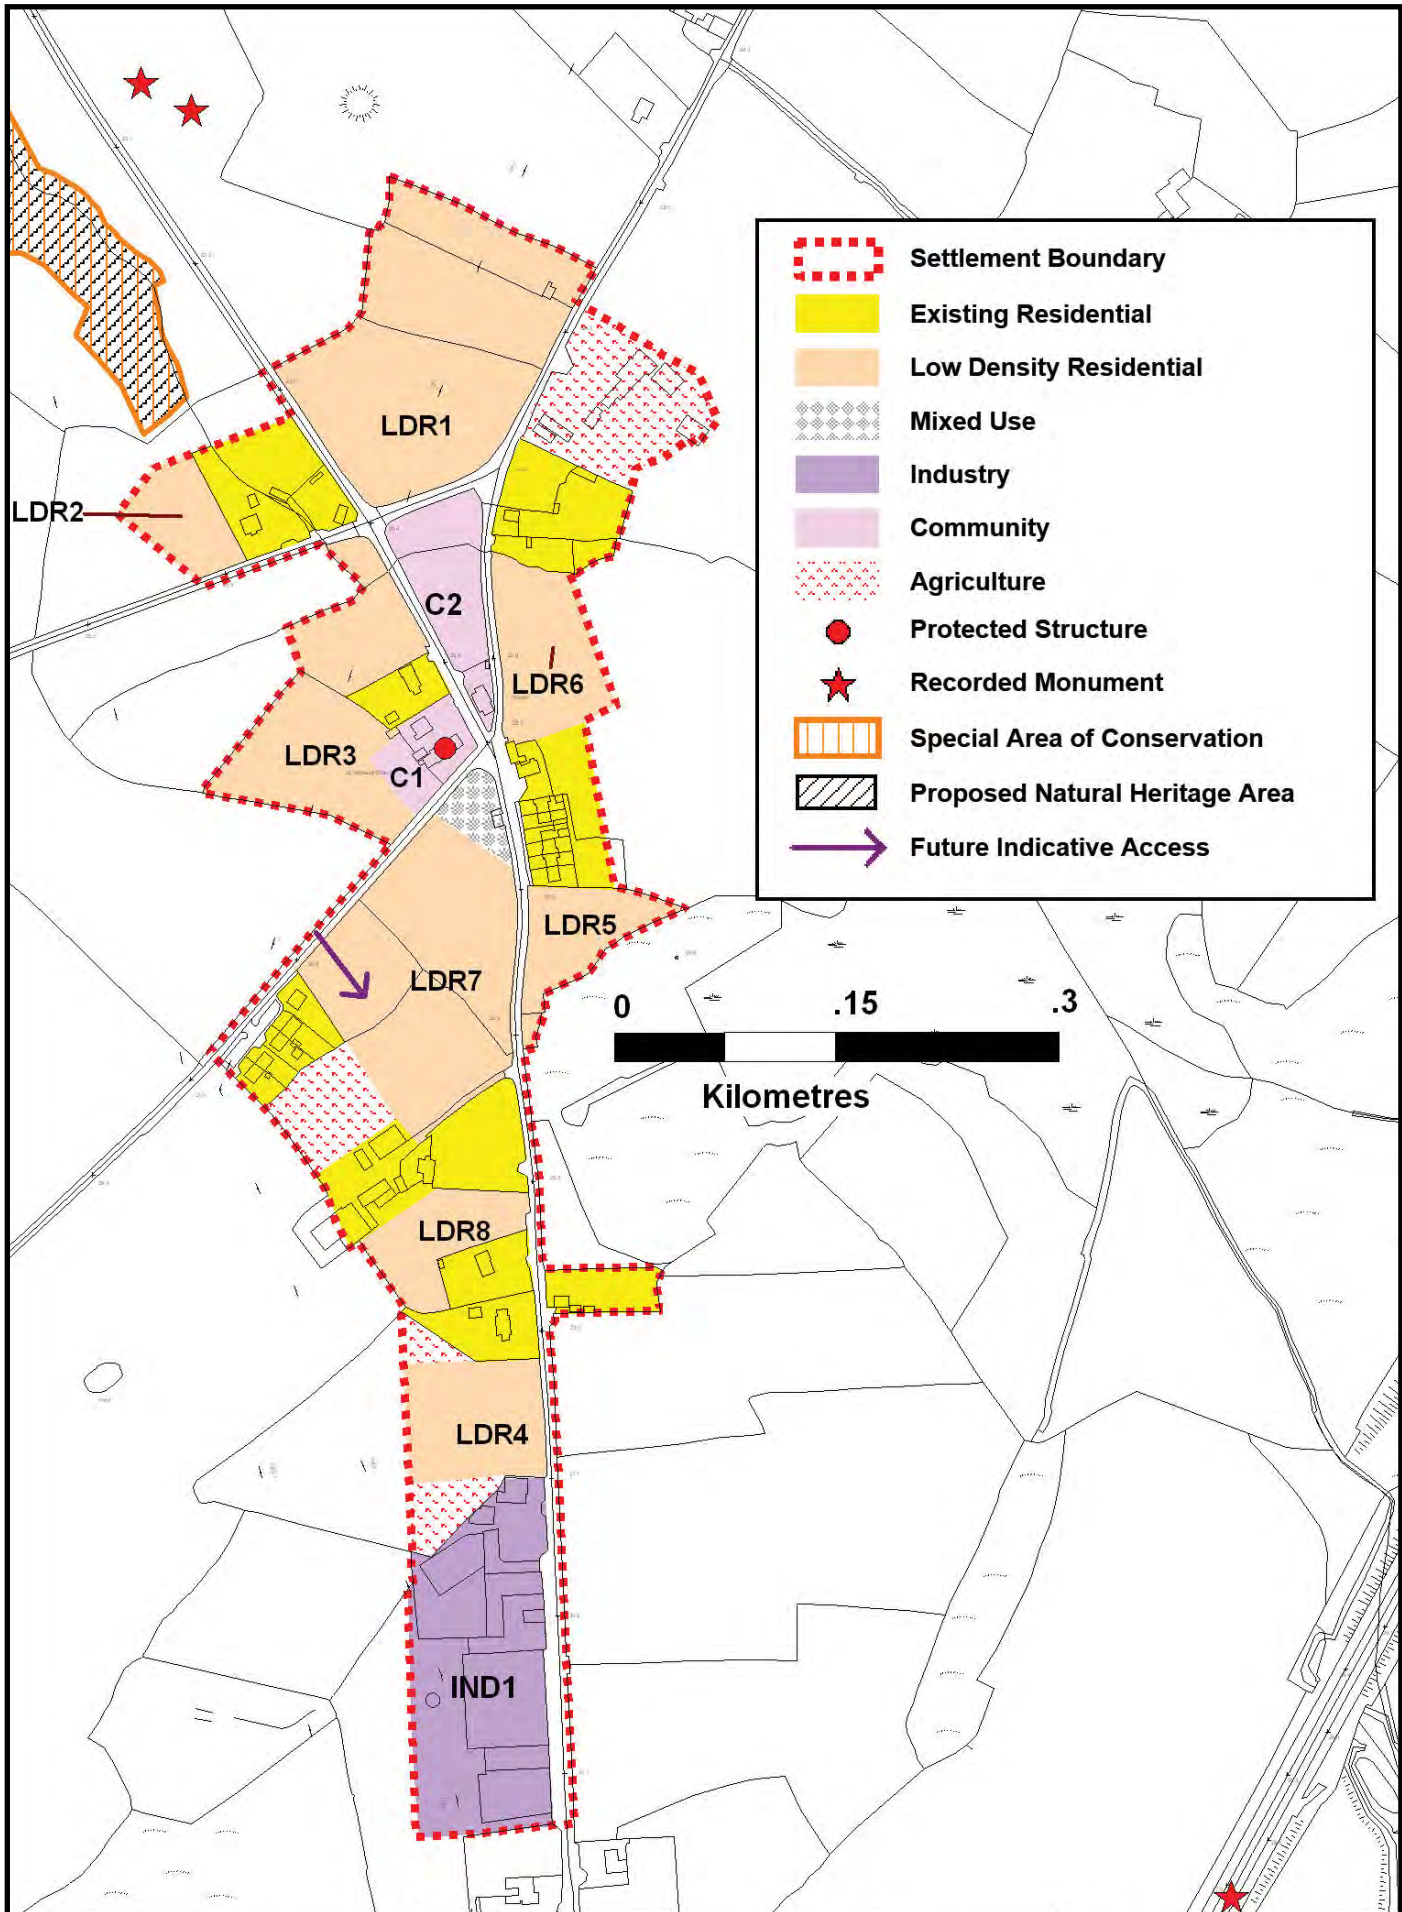 Settlement Boundary
Existing Residential
Low Density Residential
Mixed Use
Industry
Community
Agriculture
Protected Structure
Recorded Monument
Special Area of Conservation
Proposed Natural Heritage Area
Future Indicative Access
LDR1
LDR2
C2
LDR6
LDR3
C1
LDR5
LDR7
0 .15 .3
Kilometres
LDR8
LDR4
IND1